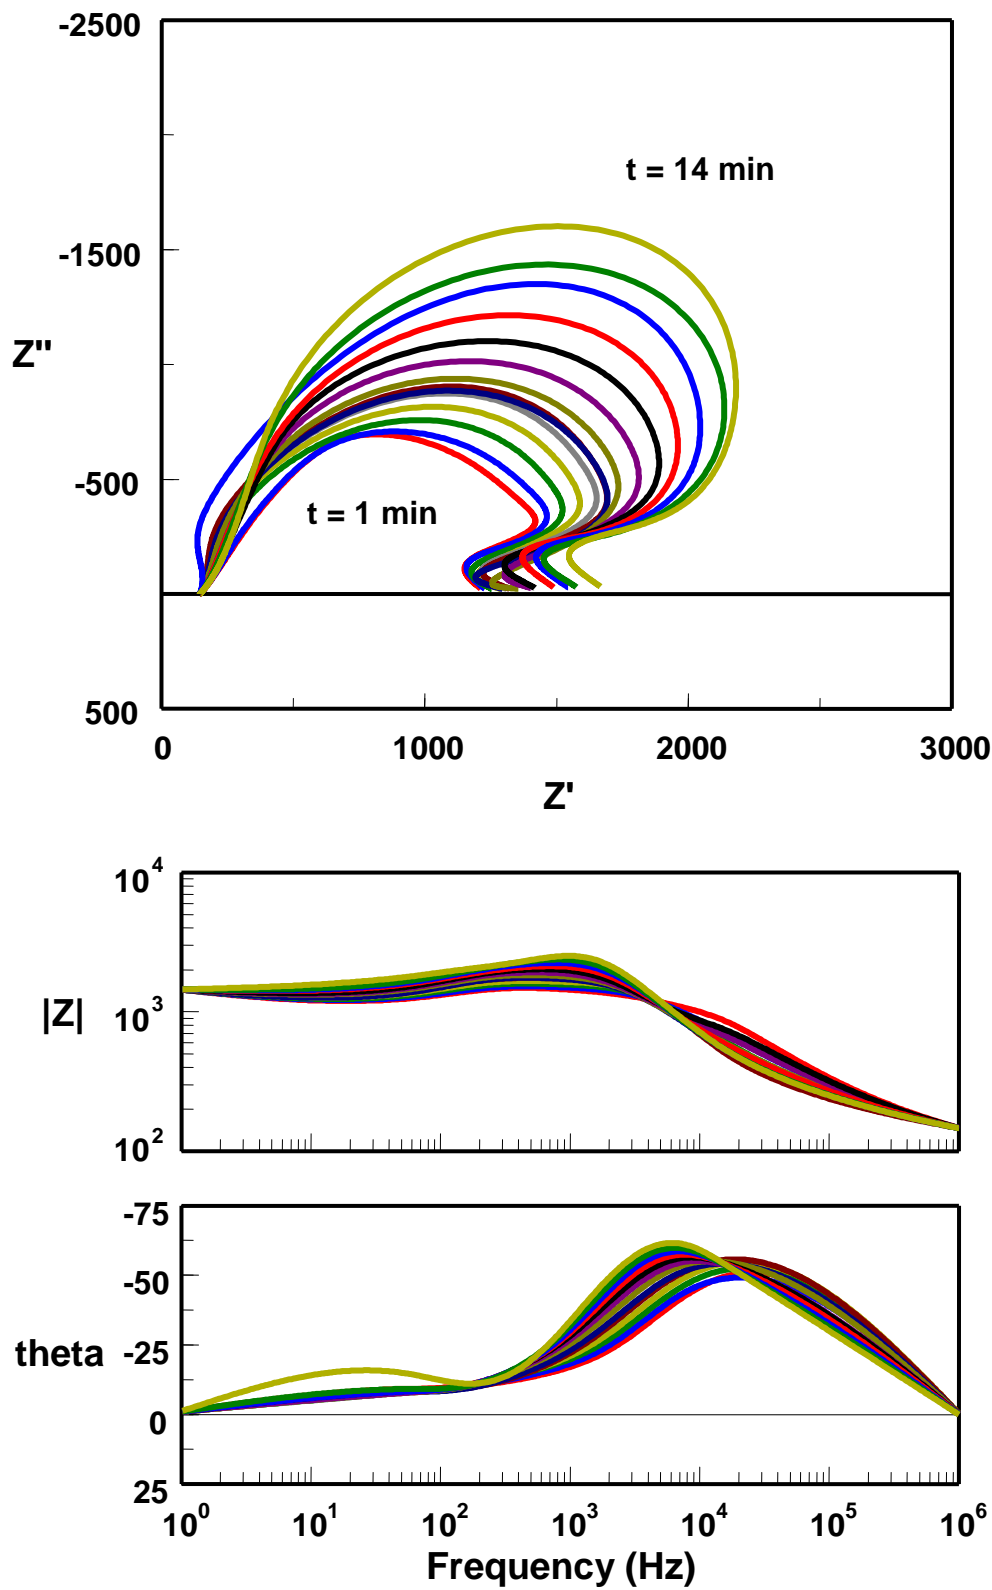 -2500
t = 14 min
-1500
Z''
-500
t = 1 min
500
0 1000 2000 3000
Z'
10^4
|Z|
10^3
10^2
-75
-50
-25
theta
0
25
10^0 10^1 10^2 10^3 10^4 10^5 10^6
Frequency (Hz)